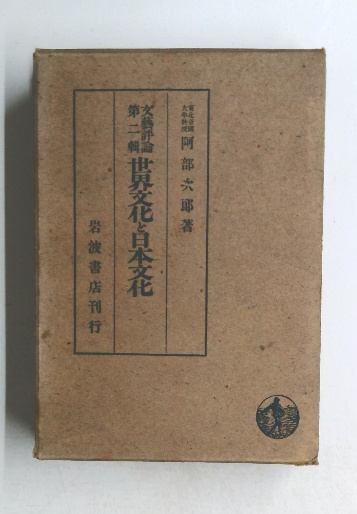 東北帝國
大學教授
阿部次郎著
文藝評論
第二輯
世界文化と日本文化
岩波書店刊行